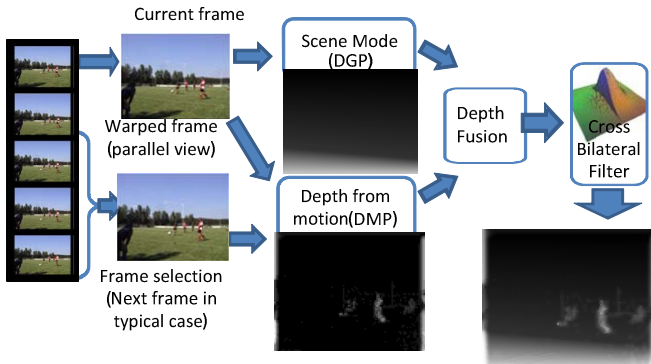 Current frame
Scene Mode
(DGP)
Warped frame
(parallel view)
Depth
Fusion
Cross
Bilateral
Filter
Depth from
motion(DMP)
Frame selection
(Next frame in
typical case)